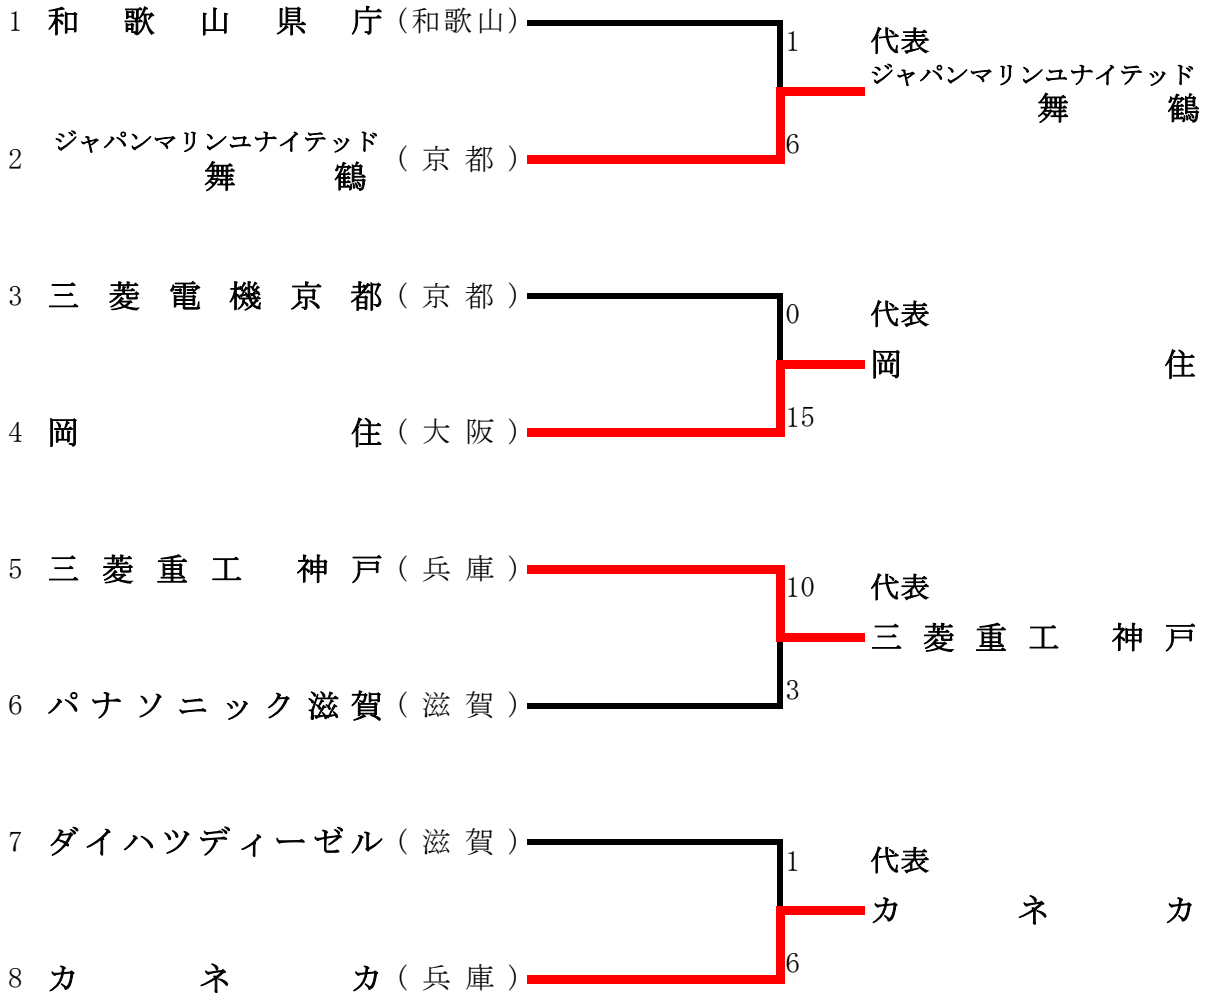 1 和歌山県庁 (和歌山)
1 代表
ジャパンマリンユナイテッド
舞鶴
2 ジャパンマリンユナイテッド
舞鶴 (京都)
6
3 三菱電機京都 (京都)
0 代表
岡住
4 岡住 (大阪)
15
5 三菱重工 神戸 (兵庫)
10 代表
三菱重工 神戸
6 パナソニック滋賀 (滋賀)
3
7 ダイハツディーゼル (滋賀)
1 代表
カネカ
8 カネカ (兵庫)
6